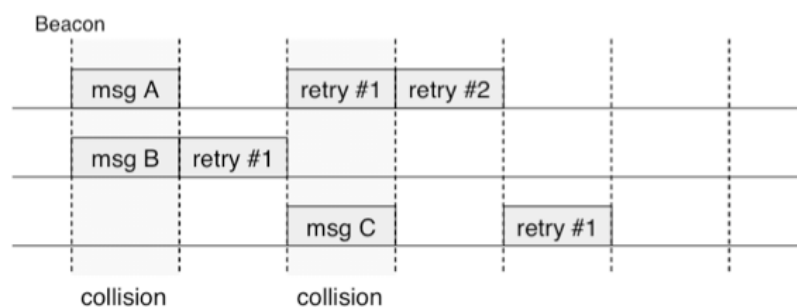 Beacon
msg A retry #1 retry #2
msg B retry #1
msg C retry #1
collision collision